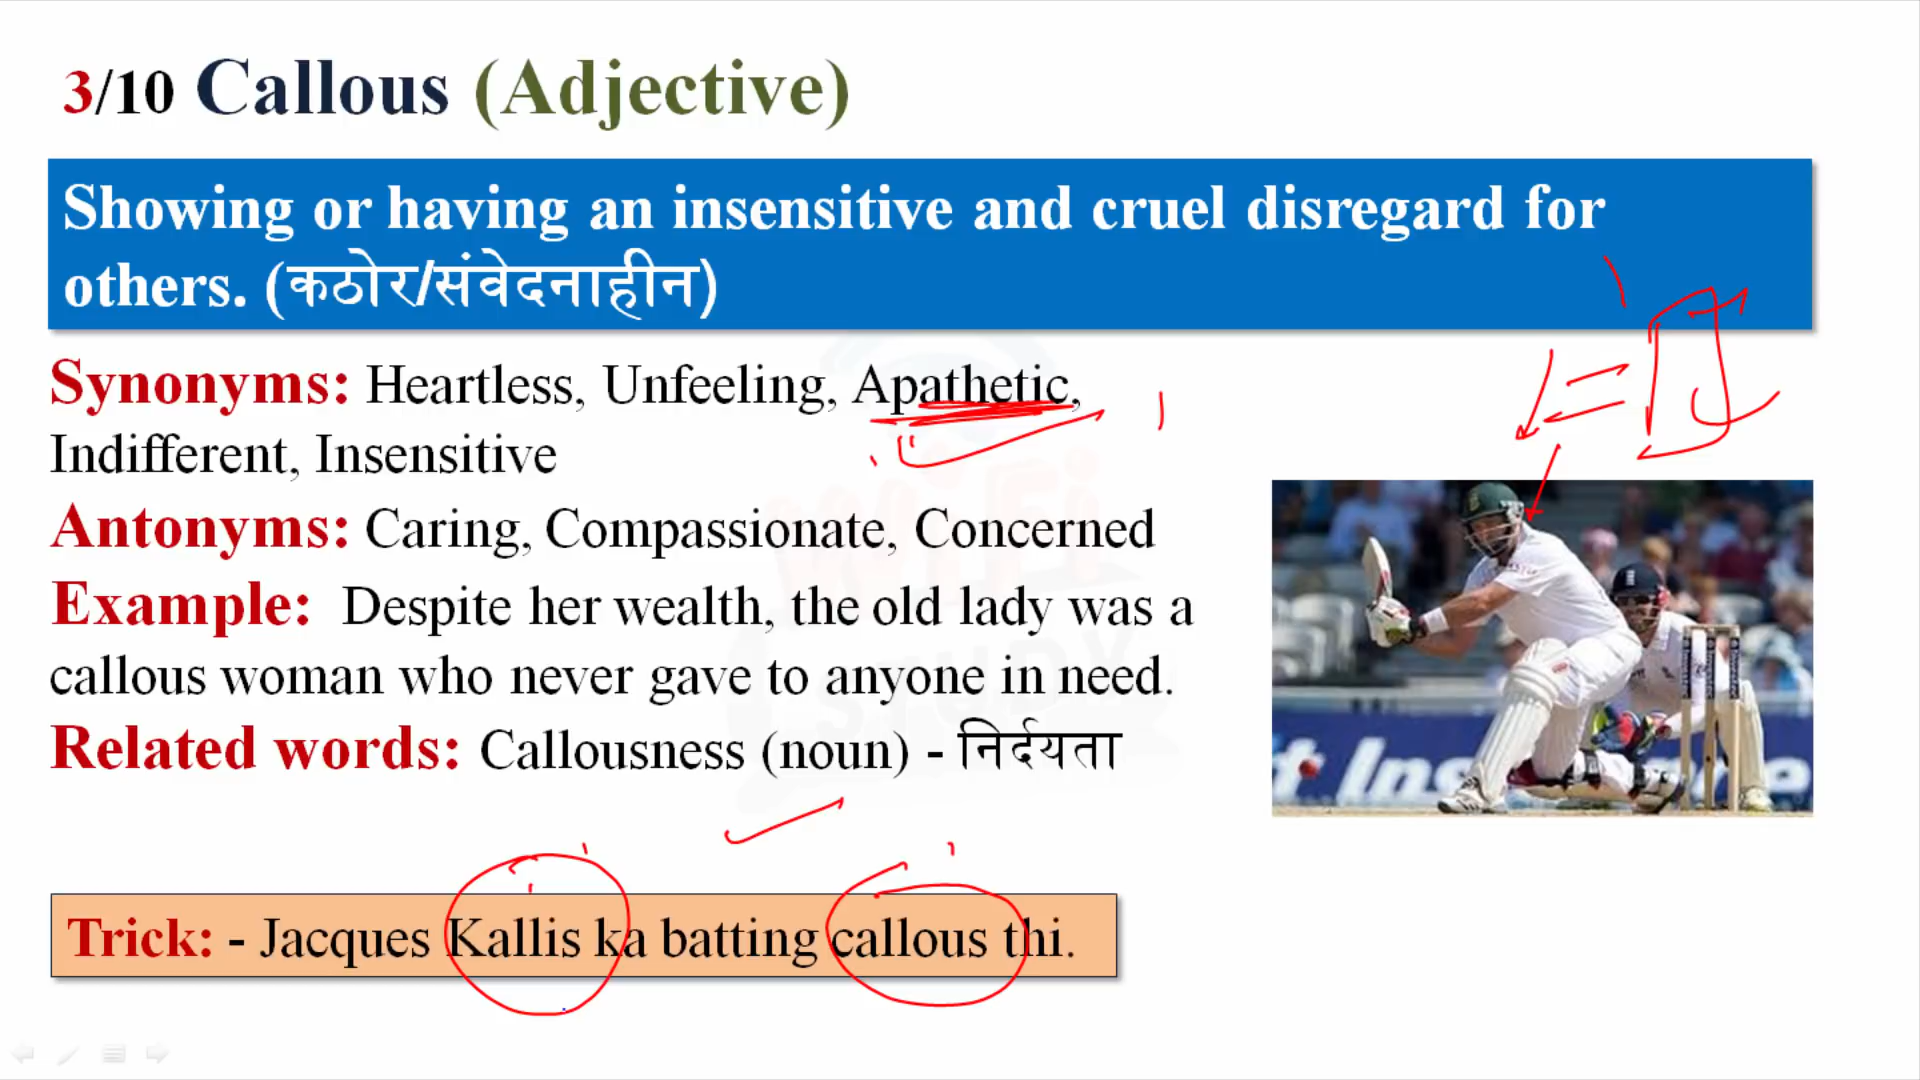 3/10 Callous (Adjective)
Showing or having an insensitive and cruel disregard for
others. (कठोर/संवेदनाहीन)
Synonyms: Heartless, Unfeeling, Apathetic,
Indifferent, Insensitive
Antonyms: Caring, Compassionate, Concerned
Example: Despite her wealth, the old lady was a
callous woman who never gave to anyone in need.
Related words: Callousness (noun) - निर्दयता
Trick: - Jacques Kallis ka batting callous thi.
WiFi
STUDY